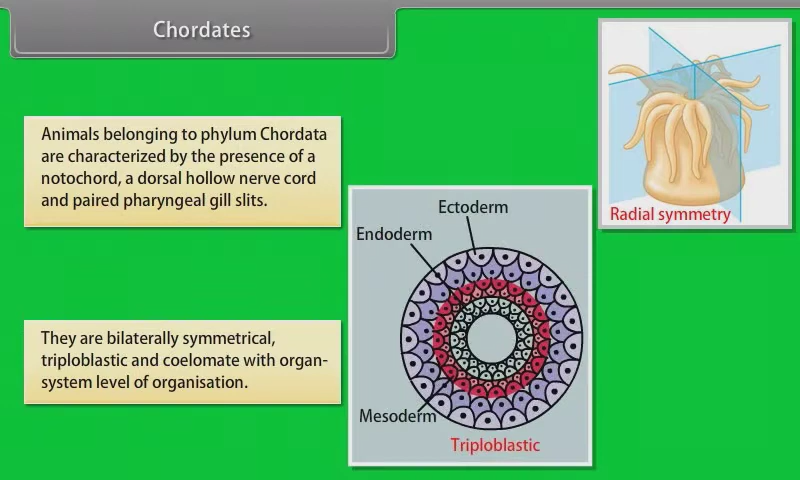 Chordates
Animals belonging to phylum Chordata
are characterized by the presence of a
notochord, a dorsal hollow nerve cord
and paired pharyngeal gill slits.
They are bilaterally symmetrical,
triploblastic and coelomate with organ-
system level of organisation.
Ectoderm
Endoderm
Mesoderm
Triploblastic
Radial symmetry